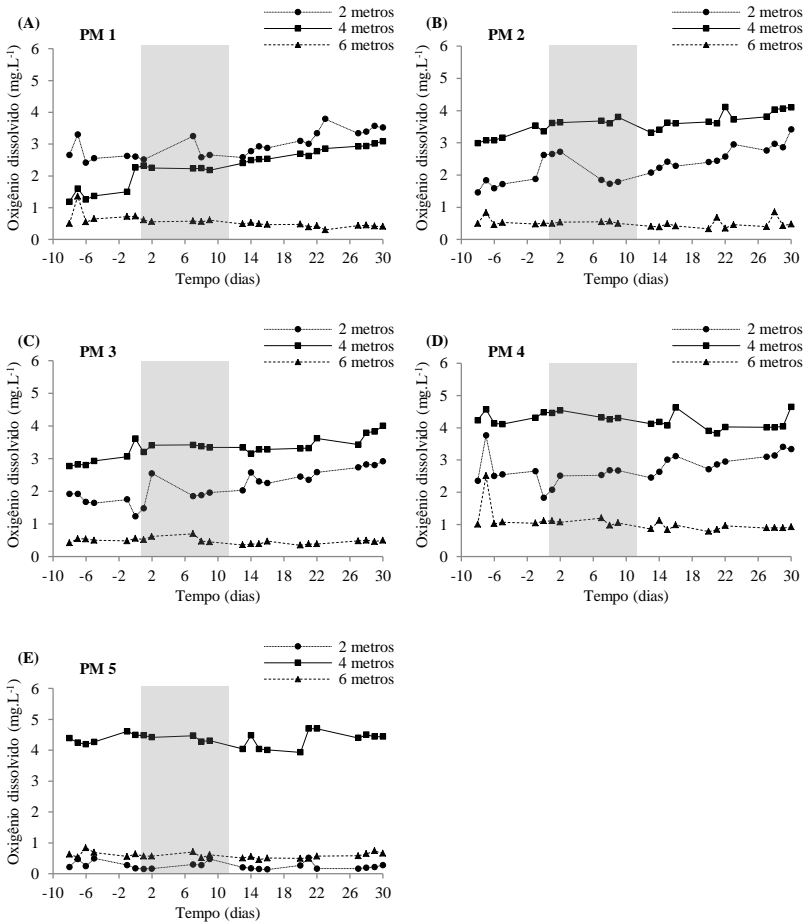 (A)
PM 1
2 metros
4 metros
6 metros
Oxigênio dissolvido (mg.L-1)
6
5
4
3
2
1
0
-10 -6 -2 2 6 10 14 18 22 26 30
Tempo (dias)
(B)
PM 2
2 metros
4 metros
6 metros
Oxigênio dissolvido (mg.L-1)
6
5
4
3
2
1
0
-10 -6 -2 2 6 10 14 18 22 26 30
Tempo (dias)
(C)
PM 3
2 metros
4 metros
6 metros
Oxigênio dissolvido (mg.L-1)
6
5
4
3
2
1
0
-10 -6 -2 2 6 10 14 18 22 26 30
Tempo (dias)
(D)
PM 4
2 metros
4 metros
6 metros
Oxigênio dissolvido (mg.L-1)
6
5
4
3
2
1
0
-10 -6 -2 2 6 10 14 18 22 26 30
Tempo (dias)
(E)
PM 5
2 metros
4 metros
6 metros
Oxigênio dissolvido (mg.L-1)
6
5
4
3
2
1
0
-10 -6 -2 2 6 10 14 18 22 26 30
Tempo (dias)